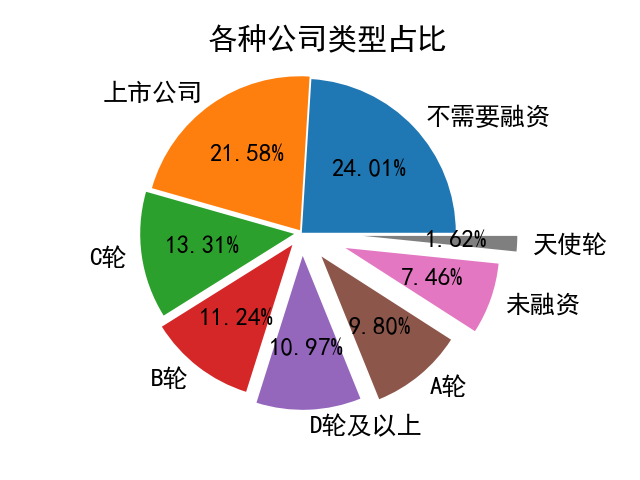 各种公司类型占比
上市公司
不需要融资
21.58%
24.01%
C轮
13.31%
1.62%
天使轮
7.46%
未融资
11.24%
9.80%
10.97%
B轮
A轮
D轮及以上